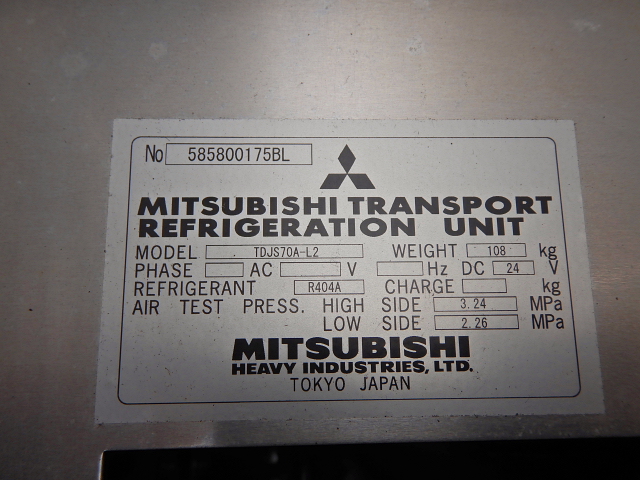 No 585800175BL
MITSUBISHI TRANSPORT
REFRIGERATION UNIT
MODEL TDJS70A-L2 WEIGHT 108 kg
PHASE AC V Hz DC 24 V
REFRIGERANT R404A CHARGE kg
AIR TEST PRESS. HIGH SIDE 3.24 MPa
LOW SIDE 2.26 MPa
MITSUBISHI
HEAVY INDUSTRIES, LTD.
TOKYO JAPAN